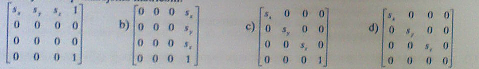 [s_x s_y s_z 1] b) [0 0 0 s_x] c) [s_x 0 0 0] d) [s_x 0 0 0]
[0 0 0 0] [0 0 0 s_y] [0 s_y 0 0] [0 s_y 0 0]
[0 0 0 0] [0 0 0 s_z] [0 0 s_z 0] [0 0 s_z 0]
[0 0 0 1] [0 0 0 1] [0 0 0 1] [0 0 0 0]